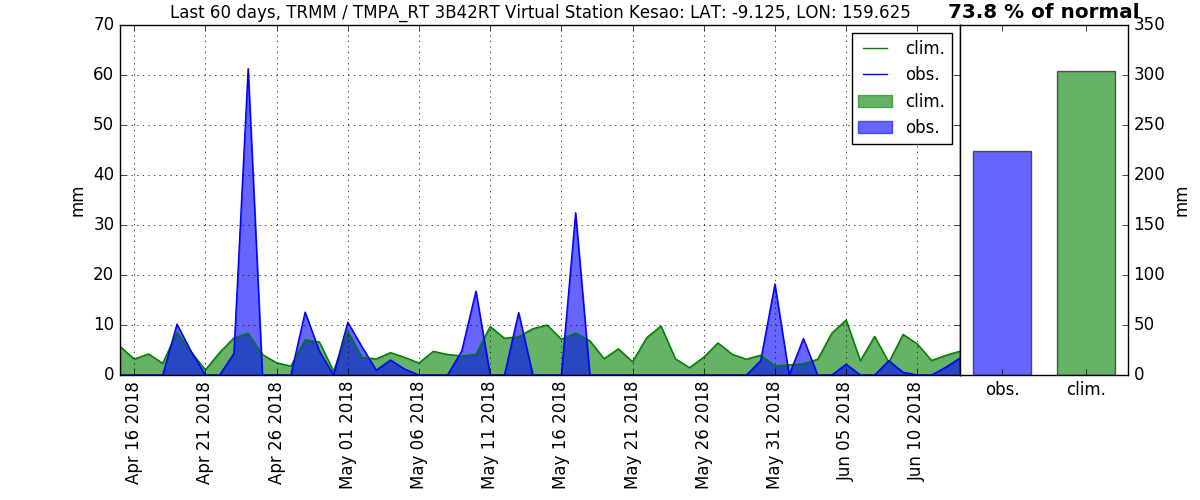 Last 60 days, TRMM / TMPA_RT 3B42RT Virtual Station Kesao: LAT: -9.125, LON: 159.625
73.8 % of normal
70
60
50
40
30
20
10
0
mm
clim.
obs.
clim.
obs.
Apr 16 2018
Apr 21 2018
Apr 26 2018
May 01 2018
May 06 2018
May 11 2018
May 16 2018
May 21 2018
May 26 2018
May 31 2018
Jun 05 2018
Jun 10 2018
350
300
250
200
150
100
50
0
mm
obs.
clim.